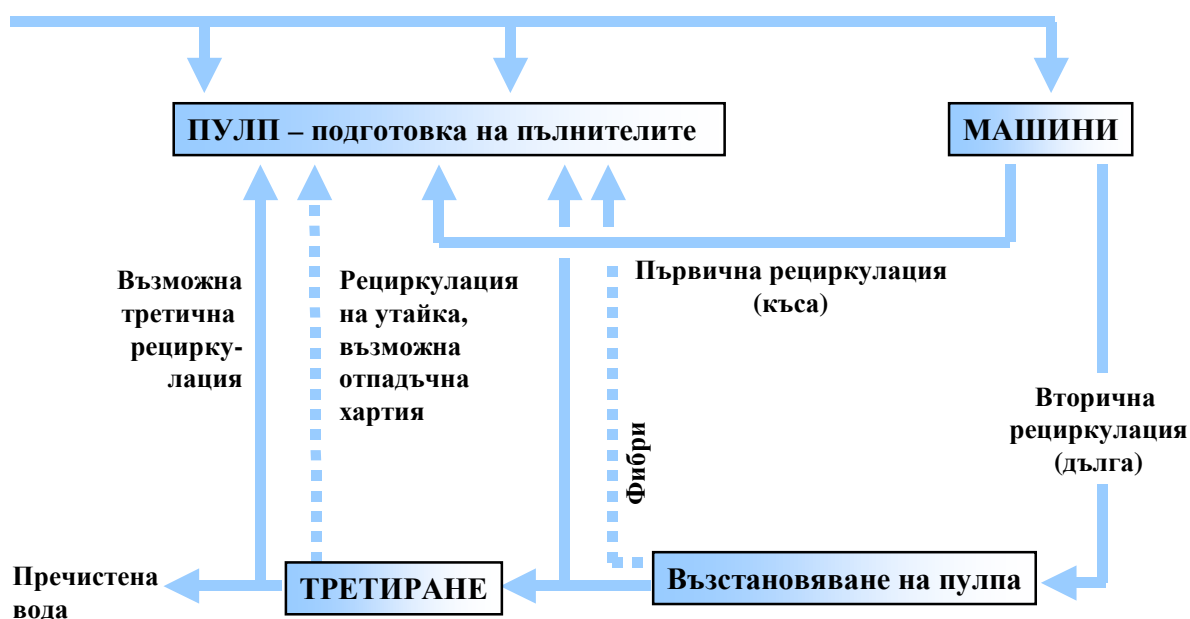 ПУЛП – подготовка на пълнителите
МАШИНИ
Възможна
третична
рецирку-
лация
Рециркулация
на утайка,
възможна
отпадъчна
хартия
Първична рециркулация
(къса)
Вторична
рециркулация
(дълга)
Фибри
Пречистена
вода
ТРЕТИРАНЕ
Възстановяване на пулпа